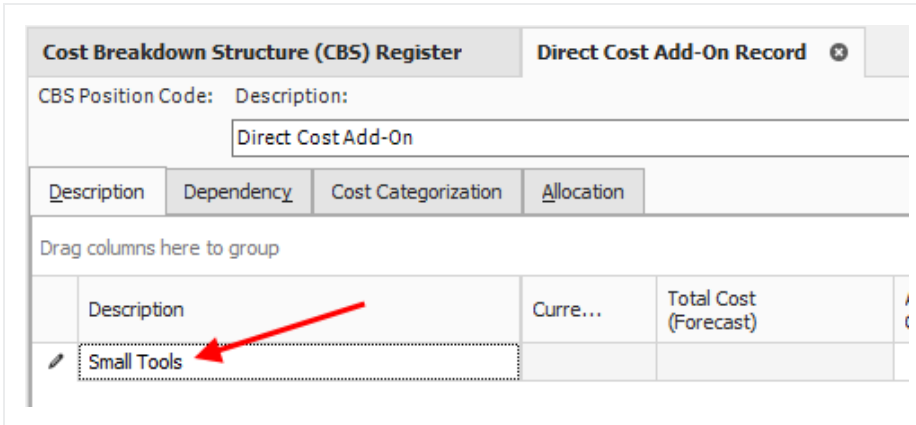 Cost Breakdown Structure (CBS) Register Direct Cost Add-On Record
CBS Position Code: Description:
Direct Cost Add-On
Description Dependency Cost Categorization Allocation
Drag columns here to group
Description Curre... Total Cost
(Forecast)
Small Tools